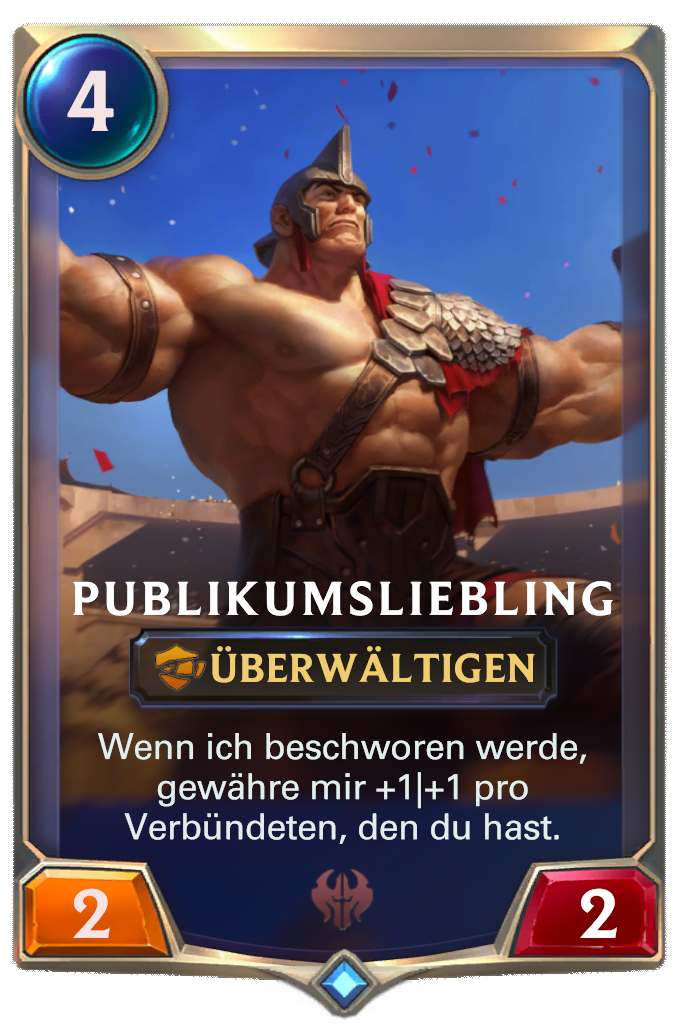 4
PUBLIKUMSLIEBLING
ÜBERWÄLTIGEN
Wenn ich beschworen werde,
gewähre mir +1|+1 pro
Verbündeten, den du hast.
2
2